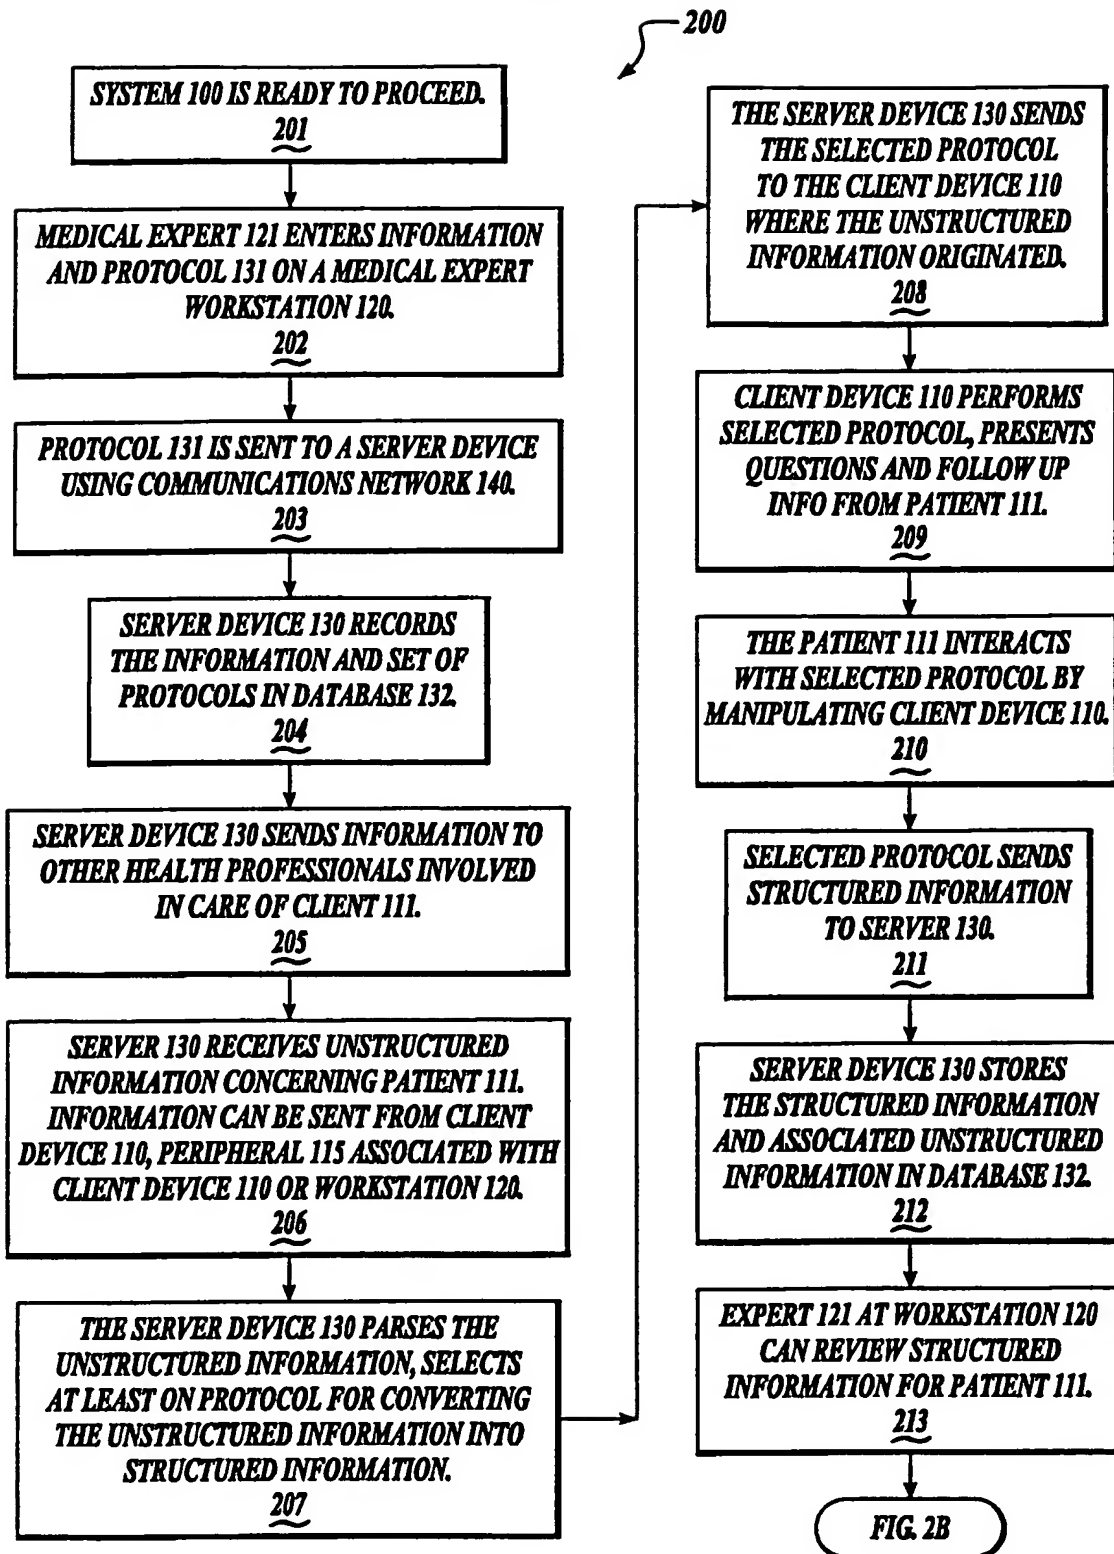 200
SYSTEM 100 IS READY TO PROCEED.
201
MEDICAL EXPERT 121 ENTERS INFORMATION
AND PROTOCOL 131 ON A MEDICAL EXPERT
WORKSTATION 120.
202
PROTOCOL 131 IS SENT TO A SERVER DEVICE
USING COMMUNICATIONS NETWORK 140.
203
SERVER DEVICE 130 RECORDS
THE INFORMATION AND SET OF
PROTOCOLS IN DATABASE 132.
204
SERVER DEVICE 130 SENDS INFORMATION TO
OTHER HEALTH PROFESSIONALS INVOLVED
IN CARE OF CLIENT 111.
205
SERVER 130 RECEIVES UNSTRUCTURED
INFORMATION CONCERNING PATIENT 111.
INFORMATION CAN BE SENT FROM CLIENT
DEVICE 110, PERIPHERAL 115 ASSOCIATED WITH
CLIENT DEVICE 110 OR WORKSTATION 120.
206
THE SERVER DEVICE 130 PARSES THE
UNSTRUCTURED INFORMATION, SELECTS
AT LEAST ON PROTOCOL FOR CONVERTING
THE UNSTRUCTURED INFORMATION INTO
STRUCTURED INFORMATION.
207
THE SERVER DEVICE 130 SENDS
THE SELECTED PROTOCOL
TO THE CLIENT DEVICE 110
WHERE THE UNSTRUCTURED
INFORMATION ORIGINATED.
208
CLIENT DEVICE 110 PERFORMS
SELECTED PROTOCOL, PRESENTS
QUESTIONS AND FOLLOW UP
INFO FROM PATIENT 111.
209
THE PATIENT 111 INTERACTS
WITH SELECTED PROTOCOL BY
MANIPULATING CLIENT DEVICE 110.
210
SELECTED PROTOCOL SENDS
STRUCTURED INFORMATION
TO SERVER 130.
211
SERVER DEVICE 130 STORES
THE STRUCTURED INFORMATION
AND ASSOCIATED UNSTRUCTURED
INFORMATION IN DATABASE 132.
212
EXPERT 121 AT WORKSTATION 120
CAN REVIEW STRUCTURED
INFORMATION FOR PATIENT 111.
213
FIG. 2B